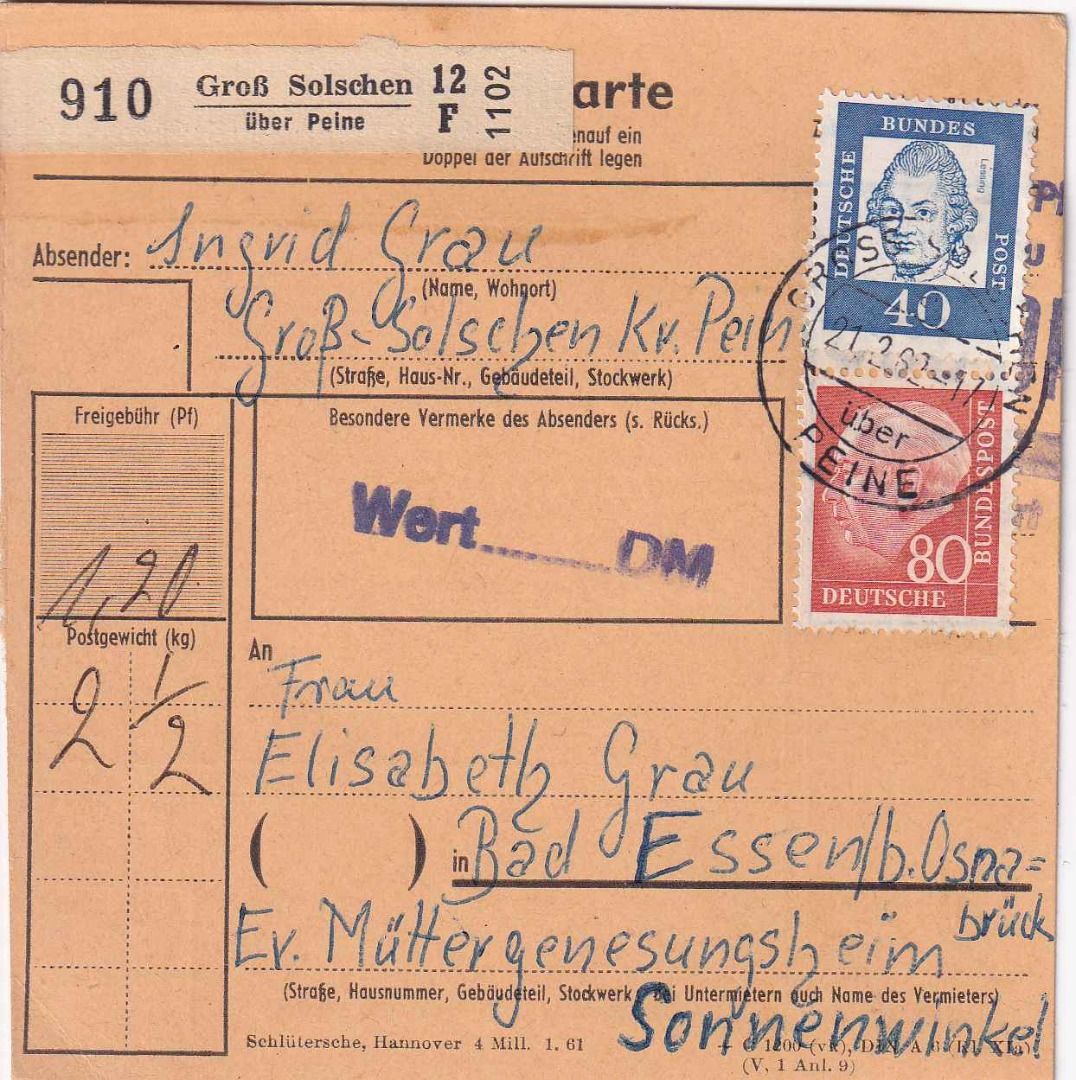 910 Groß Solschen 12
über Peine F 1102
arte
enauf ein
Doppel der Aufschrift legen
BUNDES
DEUTSCHE
POST
Lessing
40
Absender: Ingrid Grau
(Name, Wohnort)
Groß-Solschen Kr. Pein
(Straße, Haus-Nr., Gebäudeteil, Stockwerk)
GROSS
über
PEINE
80
BUNDESPOST
DEUTSCHE
Freigebühr (Pf)
1,20
Besondere Vermerke des Absenders (s. Rücks.)
Wert......DM
Postgewicht (kg)
2 1/2
An
Frau
Elisabeth Grau
( ) in Bad Essen/b. Osna=
brück
Ev. Müttergenesungsheim
(Straße, Hausnummer, Gebäudeteil, Stockwerk, bei Untermietern auch Name des Vermieters)
Sonnenwinkel
Schlütersche, Hannover 4 Mill. 1. 61
(V, 1 Anl. 9)